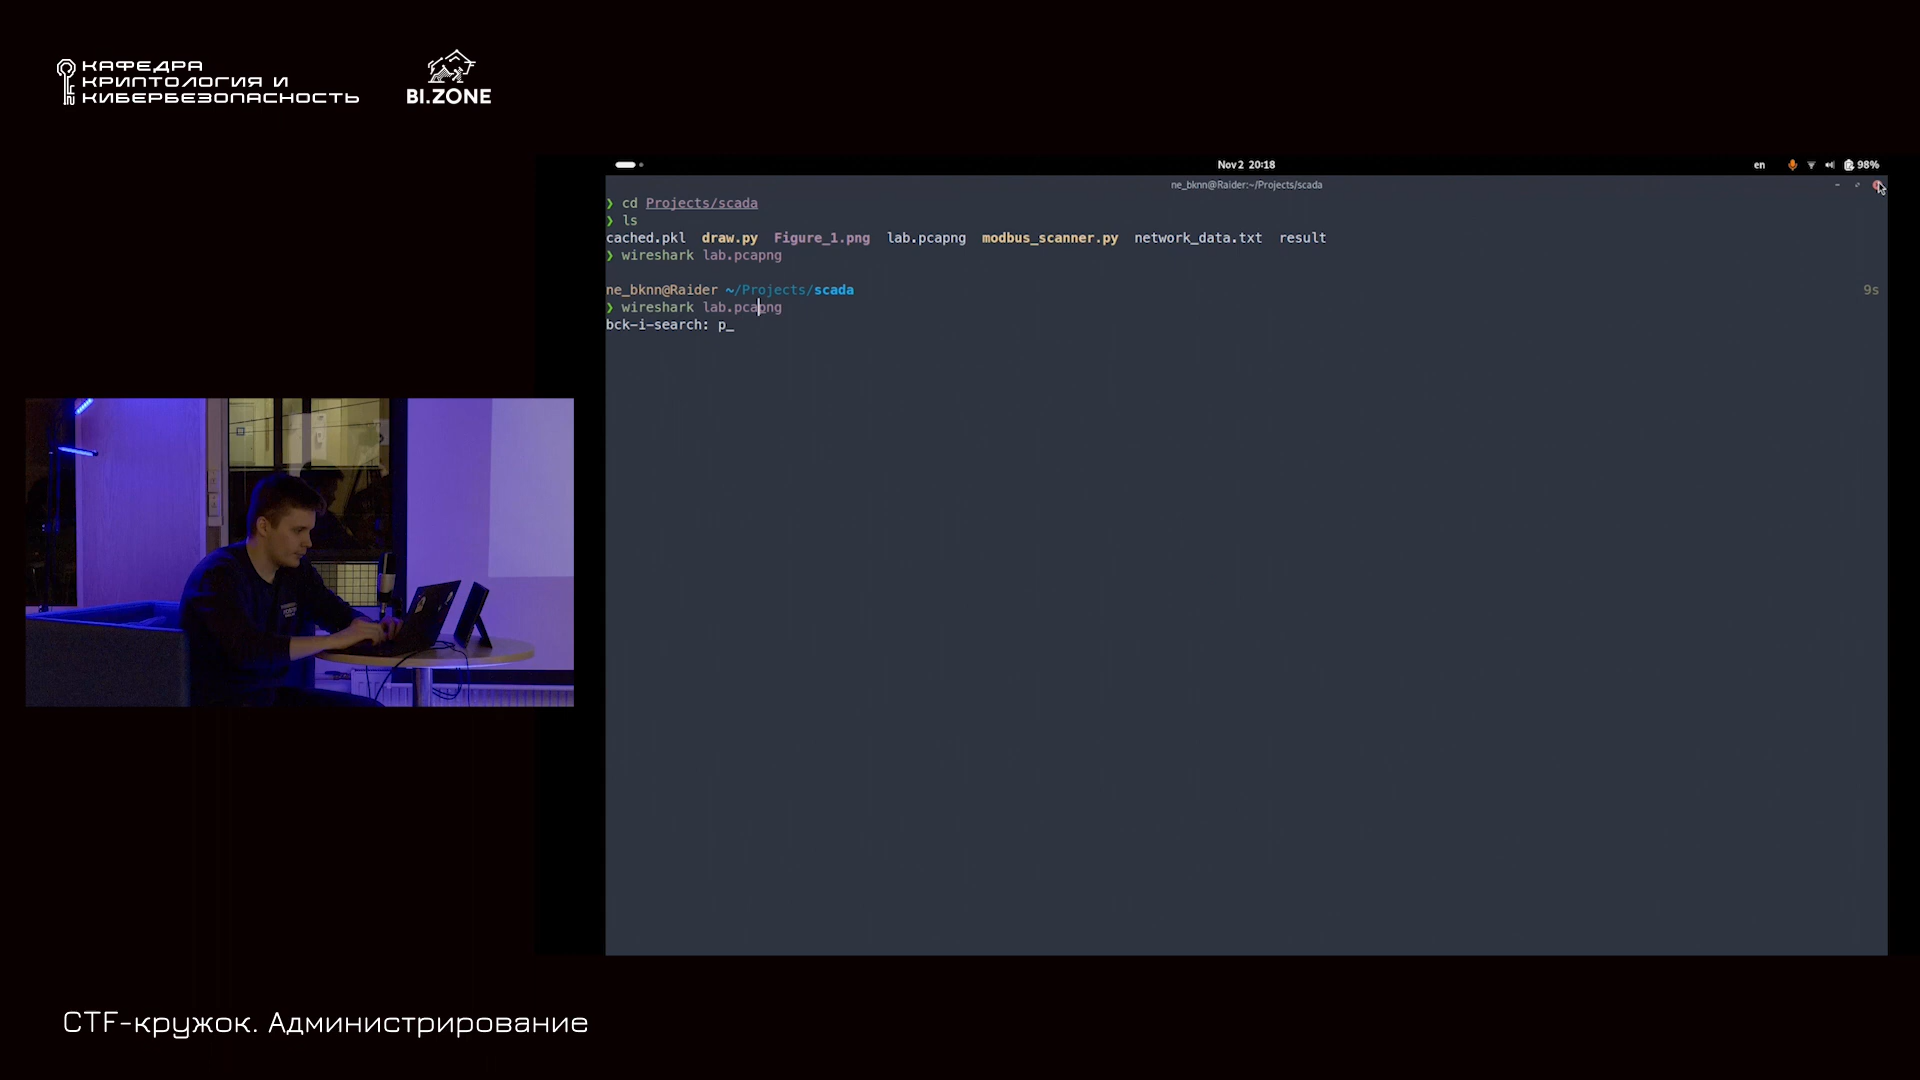 КАФЕДРА
КРИПТОЛОГИЯ И
КИБЕРБЕЗОПАСНОСТЬ
BI.ZONE
Nov 2 20:18
en
98%
ne_bknn@Raider:~/Projects/scada
❯ cd Projects/scada
❯ ls
cached.pkl draw.py Figure_1.png lab.pcapng modbus_scanner.py network_data.txt result
❯ wireshark lab.pcapng
ne_bknn@Raider ~/Projects/scada 9s
❯ wireshark lab.pcapng
bck-i-search: p_
CTF-кружок. Администрирование